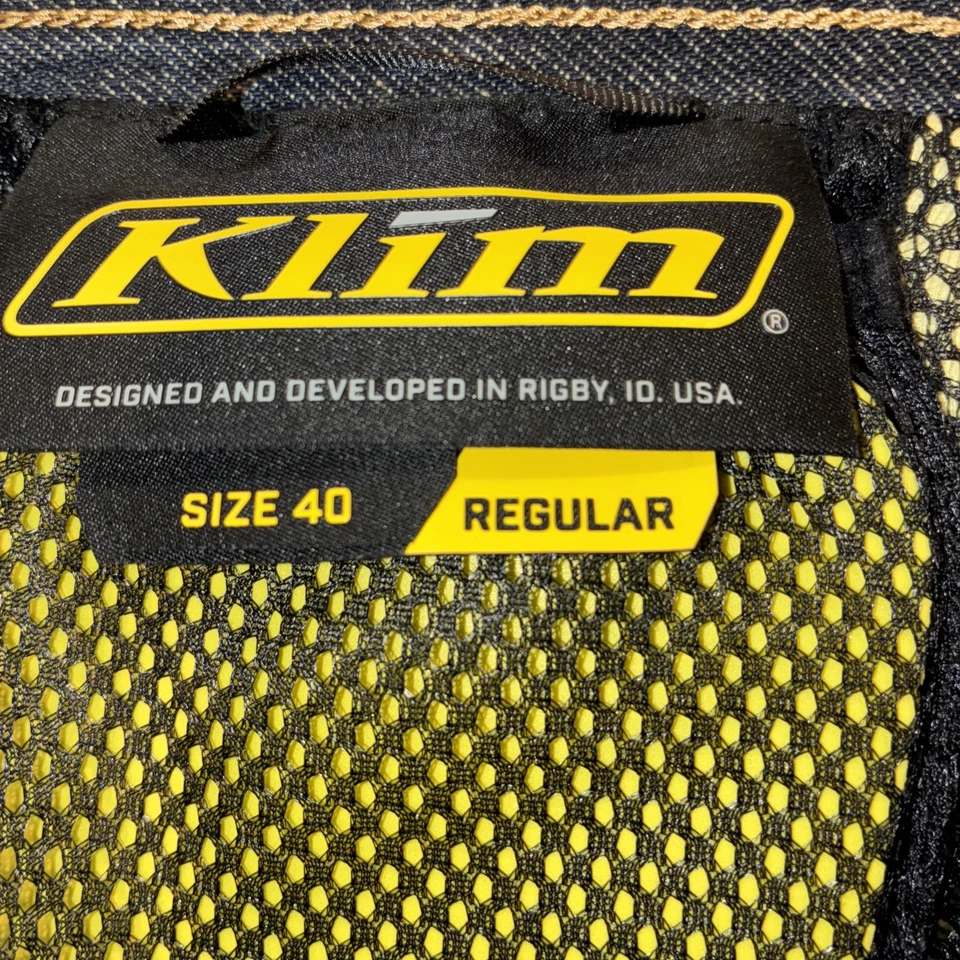 Klim
®
DESIGNED AND DEVELOPED IN RIGBY, ID. USA.
SIZE 40
REGULAR